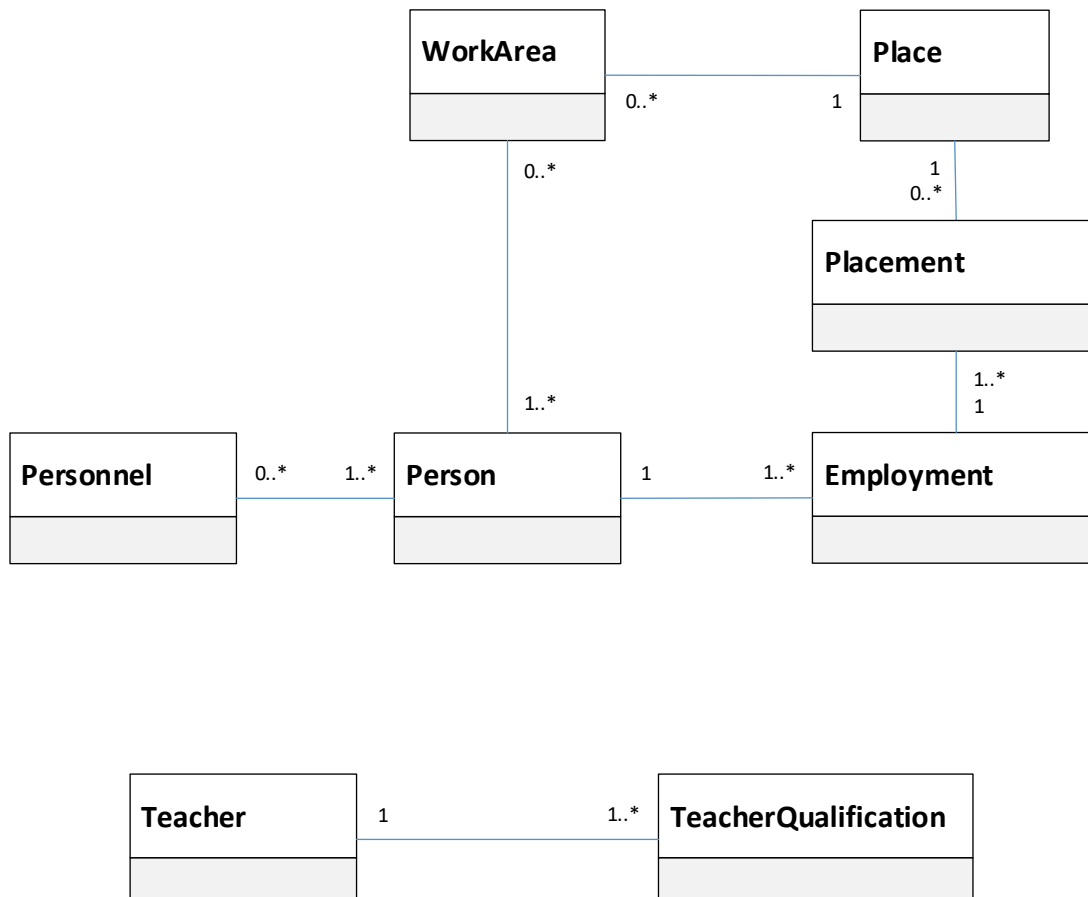 WorkArea
Place
0..*
1
0..*
1
0..*
Placement
1..*
1..*
1
Personnel
0..*
1..*
Person
1
1..*
Employment
Teacher
1
1..*
TeacherQualification